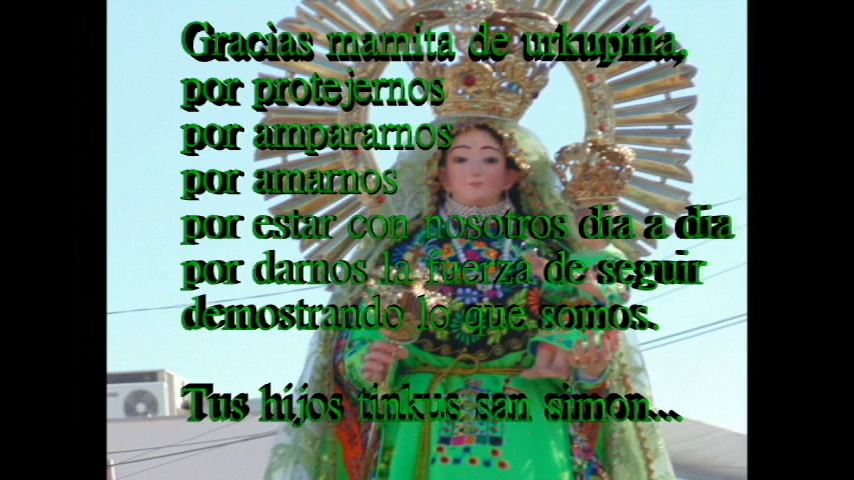 Gracias mamita de urkupiña,
por protejernos
por ampararnos
por amarnos
por estar con nosotros dia a dia
por darnos la fuerza de seguir
demostrando lo que somos.
Tus hijos tinkus san simon...